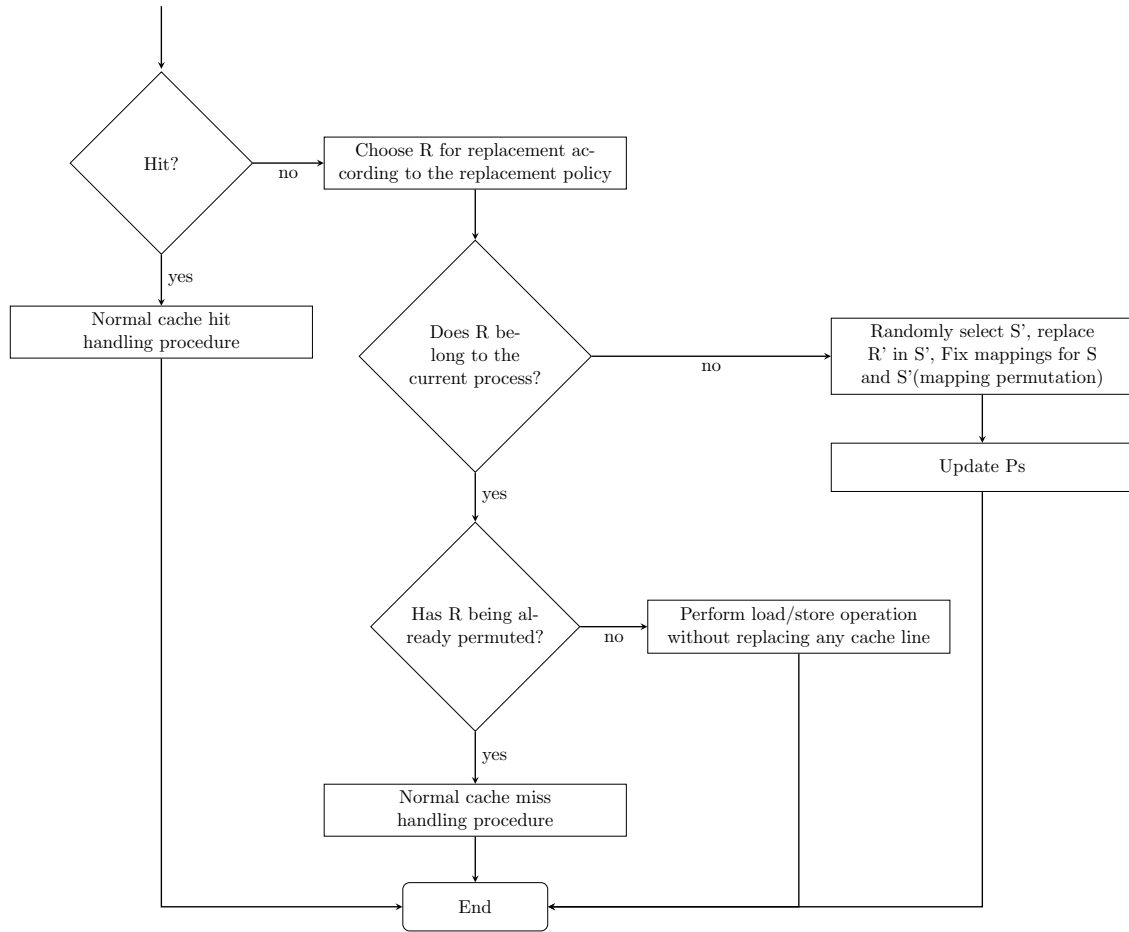 Hit?
no
Choose R for replacement ac-
cording to the replacement policy
yes
Normal cache hit
handling procedure
Does R be-
long to the
current process?
no
Randomly select S', replace
R' in S', Fix mappings for S
and S'(mapping permutation)
Update Ps
yes
Has R being al-
ready permuted?
no
Perform load/store operation
without replacing any cache line
yes
Normal cache miss
handling procedure
End